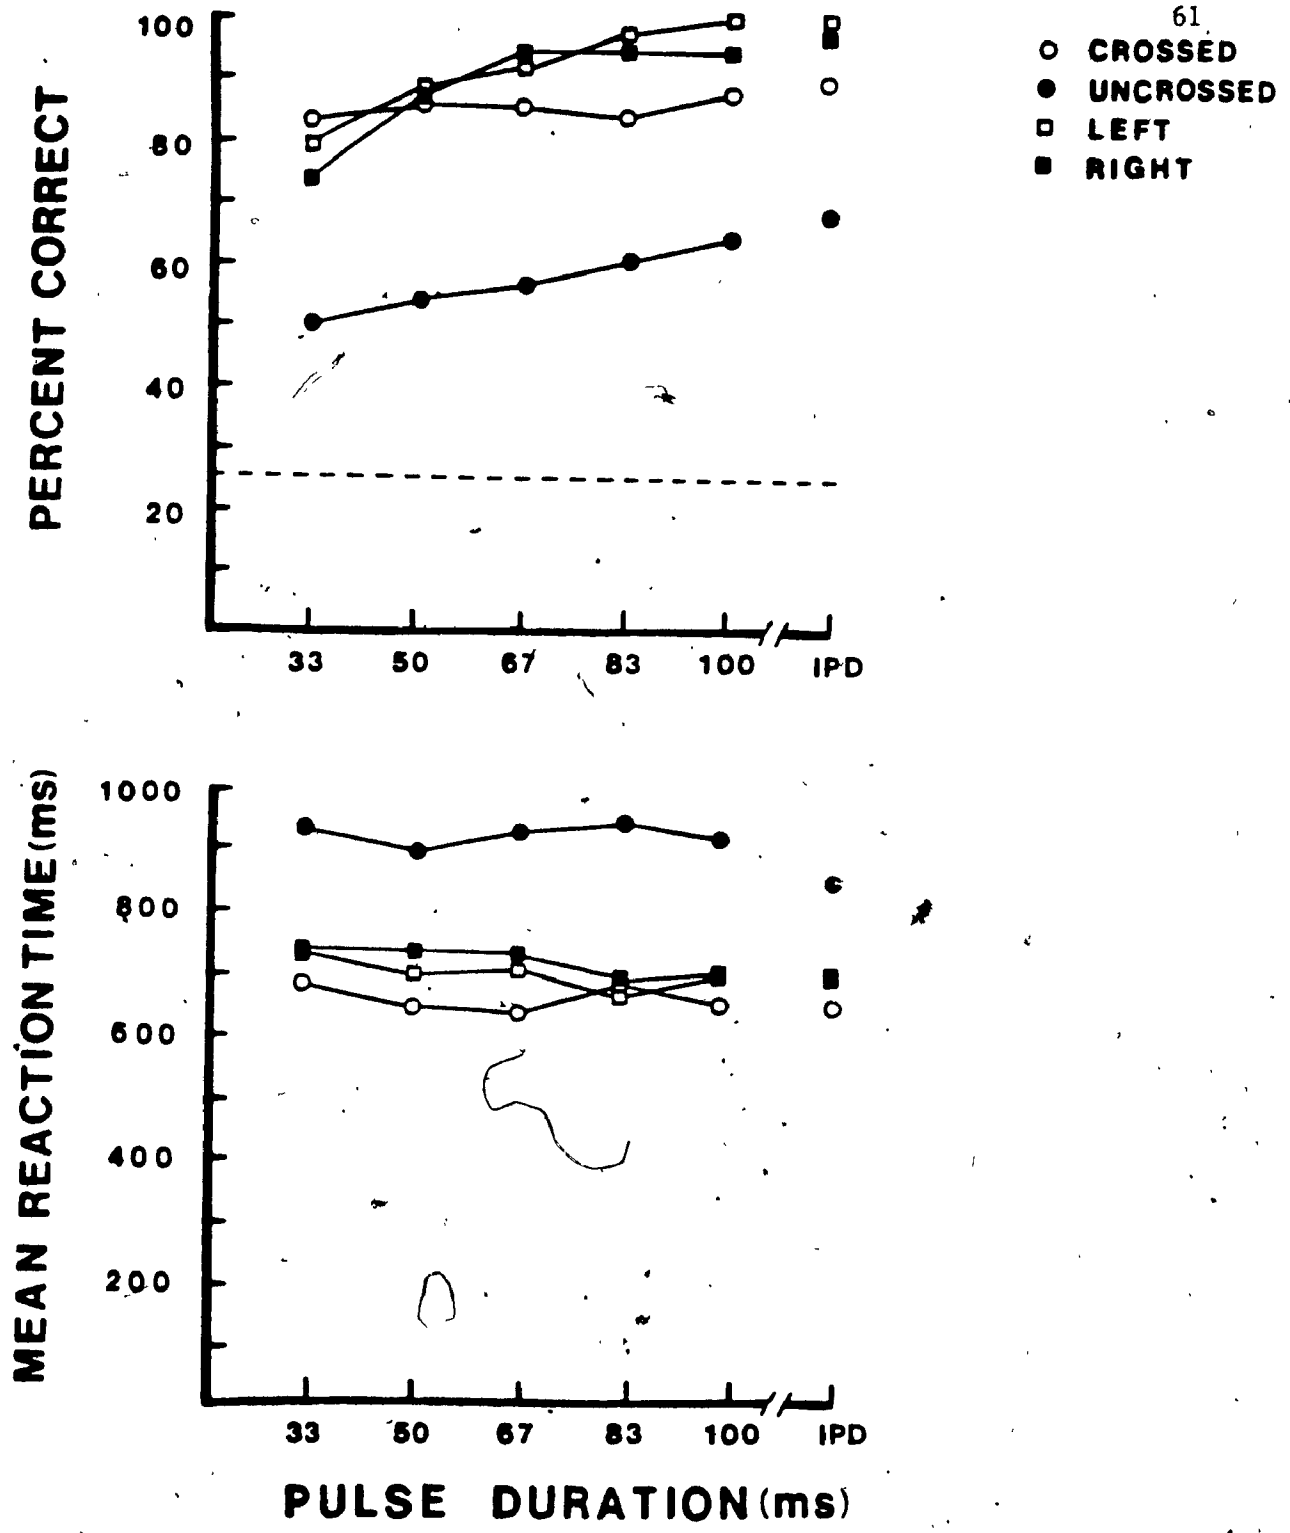 61
CROSSED
UNCROSSED
LEFT
RIGHT
PERCENT CORRECT
100
80
60
40
20
33 50 67 83 100 IPD
MEAN REACTION TIME (ms)
1000
800
600
400
200
33 50 67 83 100 IPD
PULSE DURATION (ms)